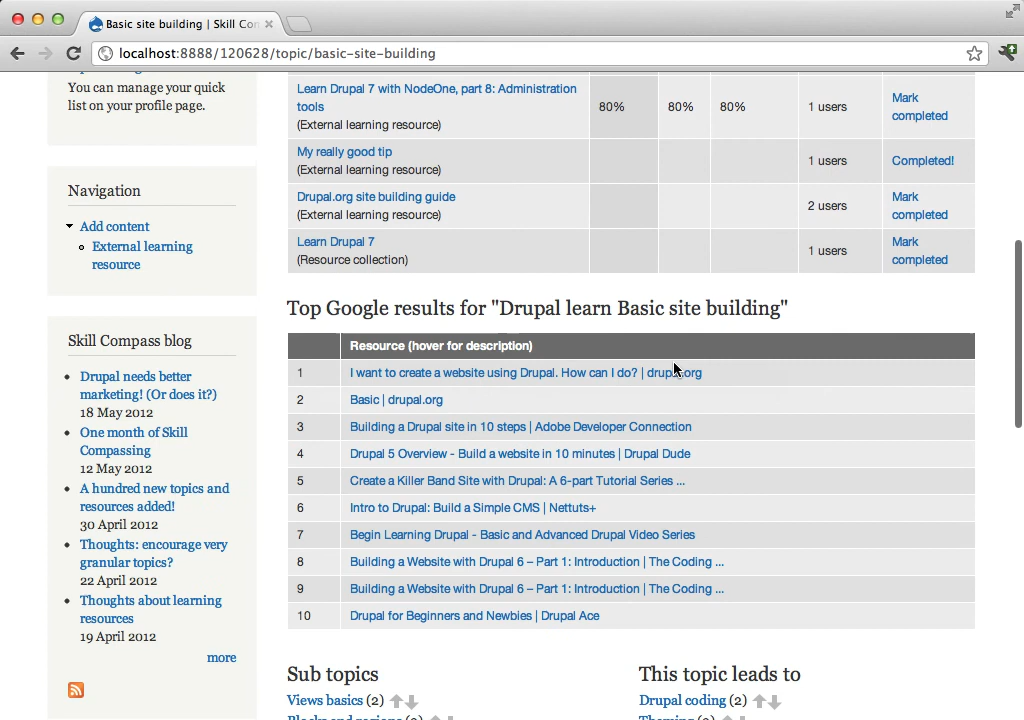 Basic site building | Skill Con
localhost:8888/120628/topic/basic-site-building
You can manage your quick
list on your profile page.
Navigation
Add content
External learning
resource
Skill Compass blog
Drupal needs better
marketing! (Or does it?)
18 May 2012
One month of Skill
Compassing
12 May 2012
A hundred new topics and
resources added!
30 April 2012
Thoughts: encourage very
granular topics?
22 April 2012
Thoughts about learning
resources
19 April 2012
more
Learn Drupal 7 with NodeOne, part 8: Administration
tools
(External learning resource)
80% 80% 80% 1 users Mark
completed
My really good tip
(External learning resource)
1 users Completed!
Drupal.org site building guide
(External learning resource)
2 users Mark
completed
Learn Drupal 7
(Resource collection)
1 users Mark
completed
Top Google results for "Drupal learn Basic site building"
Resource (hover for description)
1 I want to create a website using Drupal. How can I do? | drupal.org
2 Basic | drupal.org
3 Building a Drupal site in 10 steps | Adobe Developer Connection
4 Drupal 5 Overview - Build a website in 10 minutes | Drupal Dude
5 Create a Killer Band Site with Drupal: A 6-part Tutorial Series ...
6 Intro to Drupal: Build a Simple CMS | Nettuts+
7 Begin Learning Drupal - Basic and Advanced Drupal Video Series
8 Building a Website with Drupal 6 – Part 1: Introduction | The Coding ...
9 Building a Website with Drupal 6 – Part 1: Introduction | The Coding ...
10 Drupal for Beginners and Newbies | Drupal Ace
Sub topics
Views basics (2)
This topic leads to
Drupal coding (2)